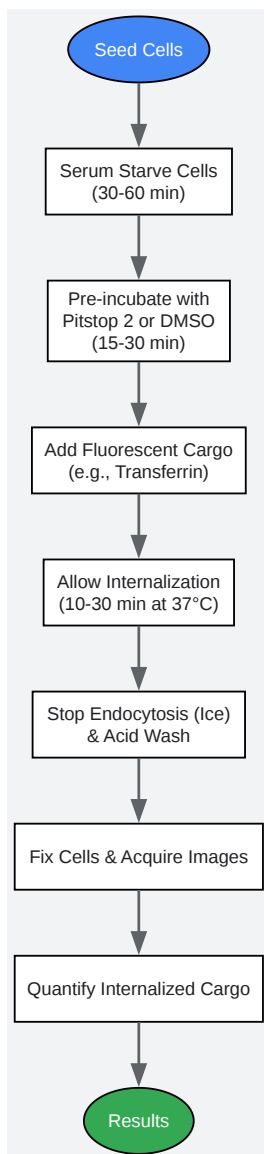 Seed Cells
Serum Starve Cells
(30-60 min)
Pre-incubate with
Pitstop 2 or DMSO
(15-30 min)
Add Fluorescent Cargo
(e.g., Transferrin)
Allow Internalization
(10-30 min at 37°C)
Stop Endocytosis (Ice)
& Acid Wash
Fix Cells & Acquire Images
Quantify Internalized Cargo
Results